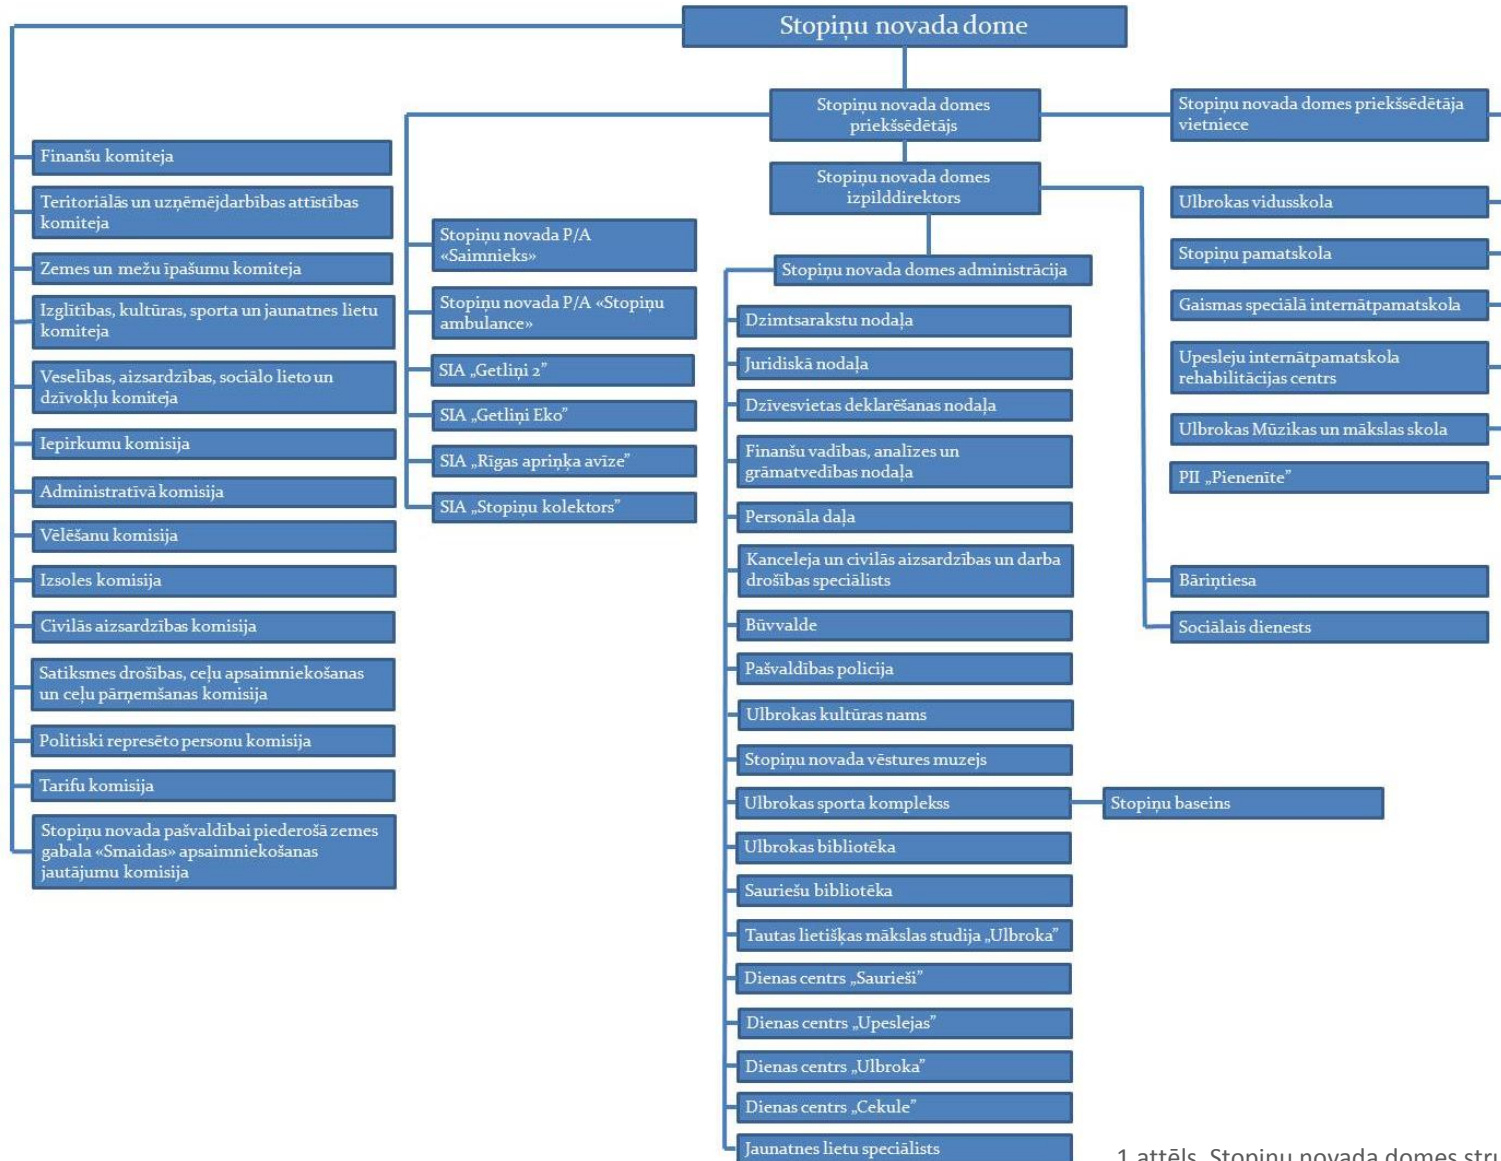 Stopiņu novada dome
Stopiņu novada domes
priekšsēdētājs
Stopiņu novada domes priekšsēdētāja
vietniece
Stopiņu novada domes
izpilddirektors
Stopiņu novada domes administrācija
Finanšu komiteja
Teritoriālās un uzņēmējdarbības attīstības
komiteja
Zemes un mežu īpašumu komiteja
Izglītības, kultūras, sporta un jaunatnes lietu
komiteja
Veselības, aizsardzības, sociālo lieto un
dzīvokļu komiteja
Iepirkumu komisija
Administratīvā komisija
Vēlēšanu komisija
Izsoles komisija
Civilās aizsardzības komisija
Satiksmes drošības, ceļu apsaimniekošanas
un ceļu pārņemšanas komisija
Politiski represēto personu komisija
Tarifu komisija
Stopiņu novada pašvaldībai piederošā zemes
gabala «Smaidas» apsaimniekošanas
jautājumu komisija
Stopiņu novada P/A
«Saimnieks»
Stopiņu novada P/A «Stopiņu
ambulance»
SIA „Getliņi 2”
SIA „Getliņi Eko”
SIA „Rīgas apriņķa avīze”
SIA „Stopiņu kolektors”
Dzimtsarakstu nodaļa
Juridiskā nodaļa
Dzīvesvietas deklarēšanas nodaļa
Finanšu vadības, analīzes un
grāmatvedības nodaļa
Personāla daļa
Kanceleja un civilās aizsardzības un darba
drošības speciālists
Būvvalde
Pašvaldības policija
Ulbrokas kultūras nams
Stopiņu novada vēstures muzejs
Ulbrokas sporta komplekss
Stopiņu baseins
Ulbrokas bibliotēka
Sauriešu bibliotēka
Tautas lietišķas mākslas studija „Ulbroka”
Dienas centrs „Saurieši”
Dienas centrs „Upeslejas”
Dienas centrs „Ulbroka”
Dienas centrs „Cekule”
Jaunatnes lietu speciālists
Ulbrokas vidusskola
Stopiņu pamatskola
Gaismas speciālā internātpamatskola
Upesleju internātpamatskola
rehabilitācijas centrs
Ulbrokas Mūzikas un mākslas skola
PII „Pienenīte”
Bāriņtiesa
Sociālais dienests
1.attēls. Stopiņu novada domes stru